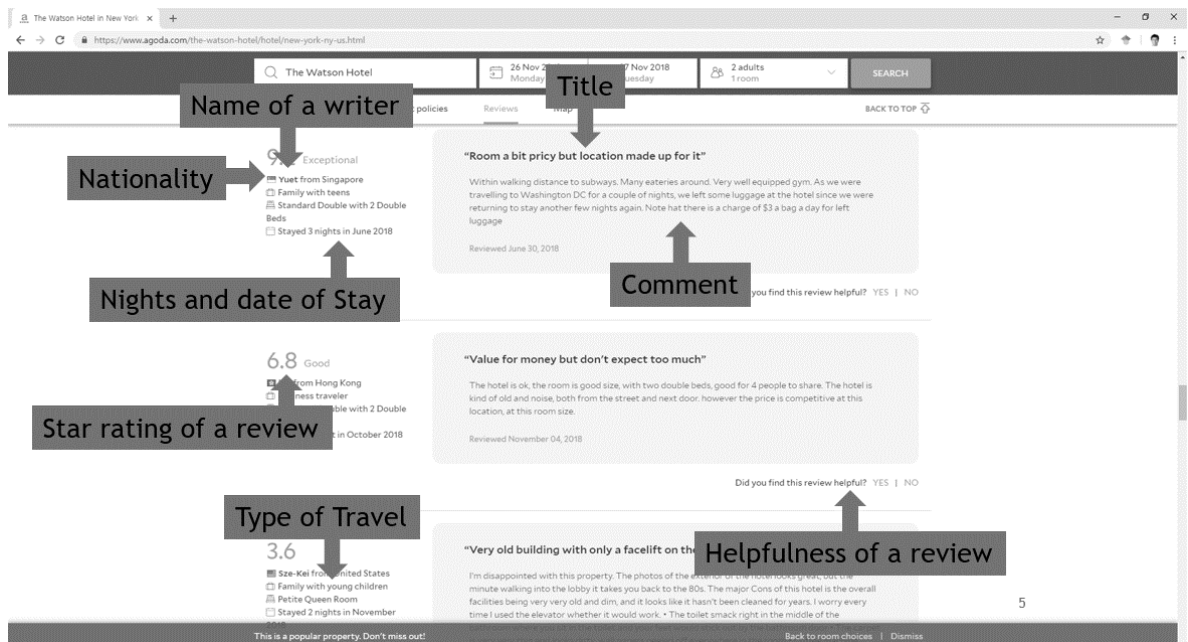 a The Watson Hotel in New York × +
https://www.agoda.com/the-watson-hotel/hotel/new-york-ny-us.html
The Watson Hotel
26 Nov
Monday
7 Nov 2018
uesday
2 adults
1 room
SEARCH
Title
Name of a writer
policies
Reviews
Map
BACK TO TOP
Nationality
9. Exceptional
Yuet from Singapore
Family with teens
Standard Double with 2 Double
Beds
Stayed 3 nights in June 2018
"Room a bit pricy but location made up for it"
Within walking distance to subways. Many eateries around. Very well equipped gym. As we were
travelling to Washington DC for a couple of nights, we left some luggage at the hotel since we were
returning to stay another few nights again. Note hat there is a charge of $3 a bag a day for left
luggage
Reviewed June 30, 2018
Comment
Nights and date of Stay
you find this review helpful? YES | NO
6.8 Good
from Hong Kong
ness traveler
ble with 2 Double
t in October 2018
Star rating of a review
"Value for money but don't expect too much"
The hotel is ok, the room is good size, with two double beds, good for 4 people to share. The hotel is
kind of old and noise, both from the street and next door. however the price is competitive at this
location, at this room size.
Reviewed November 04, 2018
Did you find this review helpful? YES | NO
Type of Travel
Helpfulness of a review
3.6
Sze-Kei from United States
Family with young children
Petite Queen Room
Stayed 2 nights in November
"Very old building with only a facelift on the
I'm disappointed with this property. The photos of the exterior of the hotel looks great, but the
minute walking into the lobby it takes you back to the 80s. The major Cons of this hotel is the overall
facilities being very very old and dim, and it looks like it hasn't been cleaned for years. I worry every
time I used the elevator whether it would work. • The toilet smack right in the middle of the
5
This is a popular property. Don't miss out!
Back to room choices | Dismiss